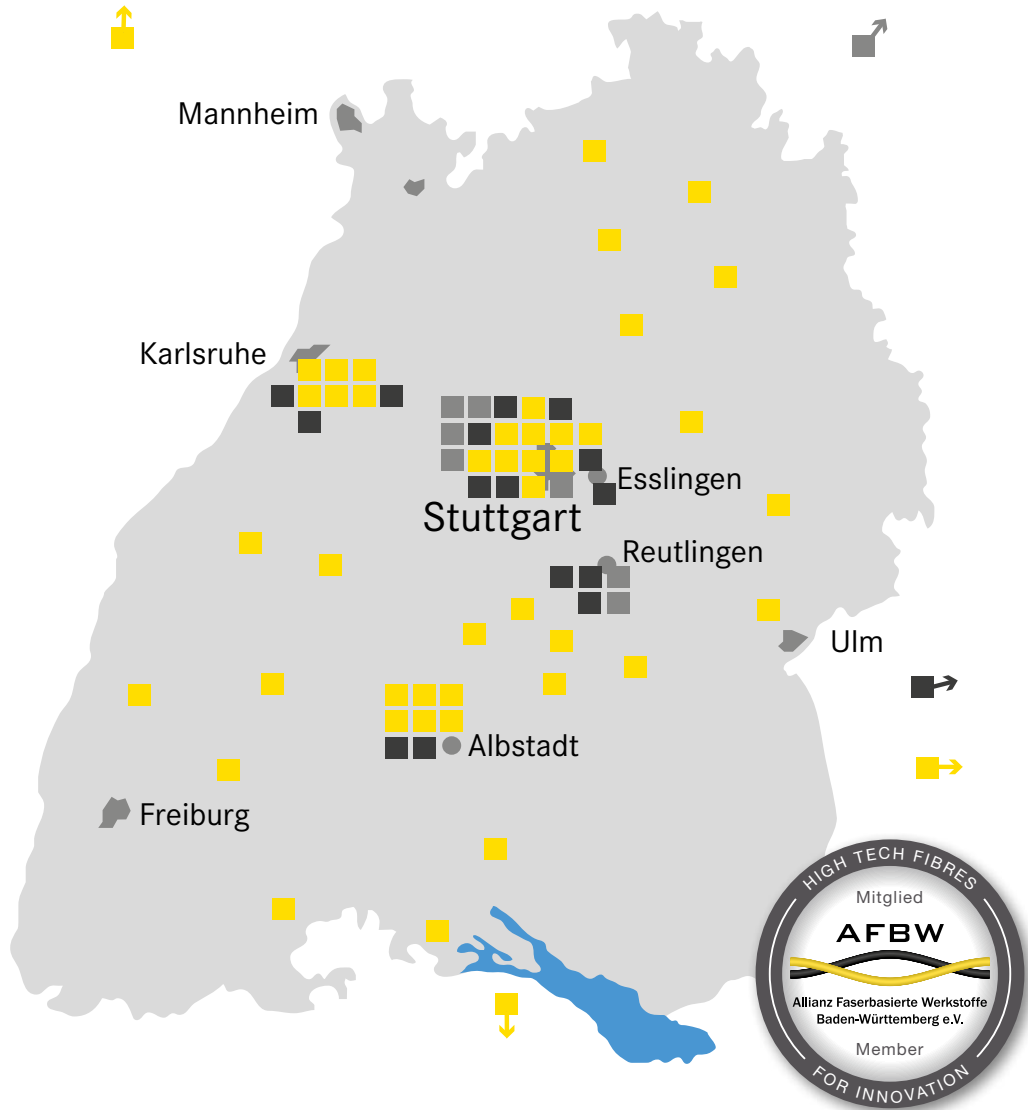 Mannheim
Karlsruhe
Esslingen
Stuttgart
Reutlingen
Ulm
Albstadt
Freiburg
HIGH TECH FIBRES
Mitglied
AFBW
Allianz Faserbasierte Werkstoffe
Baden-Württemberg e.V.
Member
FOR INNOVATION